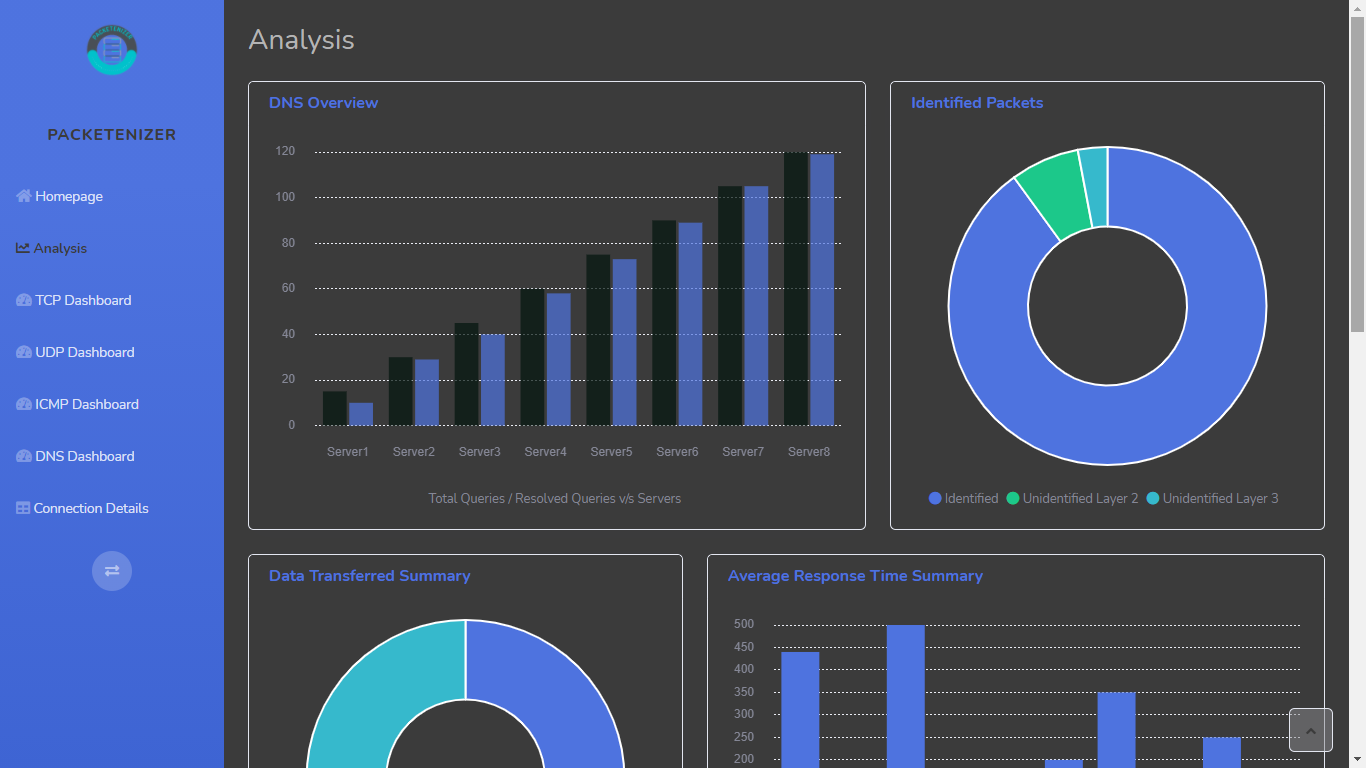 PACKETENIZER
PACKETENIZER
Homepage
Analysis
TCP Dashboard
UDP Dashboard
ICMP Dashboard
DNS Dashboard
Connection Details
Analysis
DNS Overview
120
100
80
60
40
20
0
Server1 Server2 Server3 Server4 Server5 Server6 Server7 Server8
Total Queries / Resolved Queries v/s Servers
Identified Packets
Identified Unidentified Layer 2 Unidentified Layer 3
Data Transferred Summary
Average Response Time Summary
500
450
400
350
300
250
200